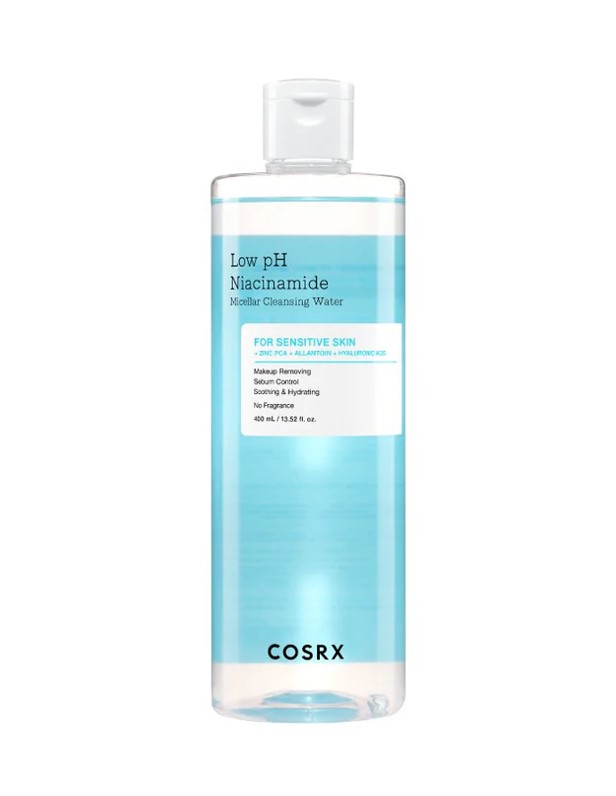 Low pH
Niacinamide
Micellar Cleansing Water
FOR SENSITIVE SKIN
+ ZINC PCA + ALLANTOIN + HYALURONIC ACID
Makeup Removing
Sebum Control
Soothing & Hydrating
No Fragrance
400 mL / 13.52 fl. oz.
COSRX